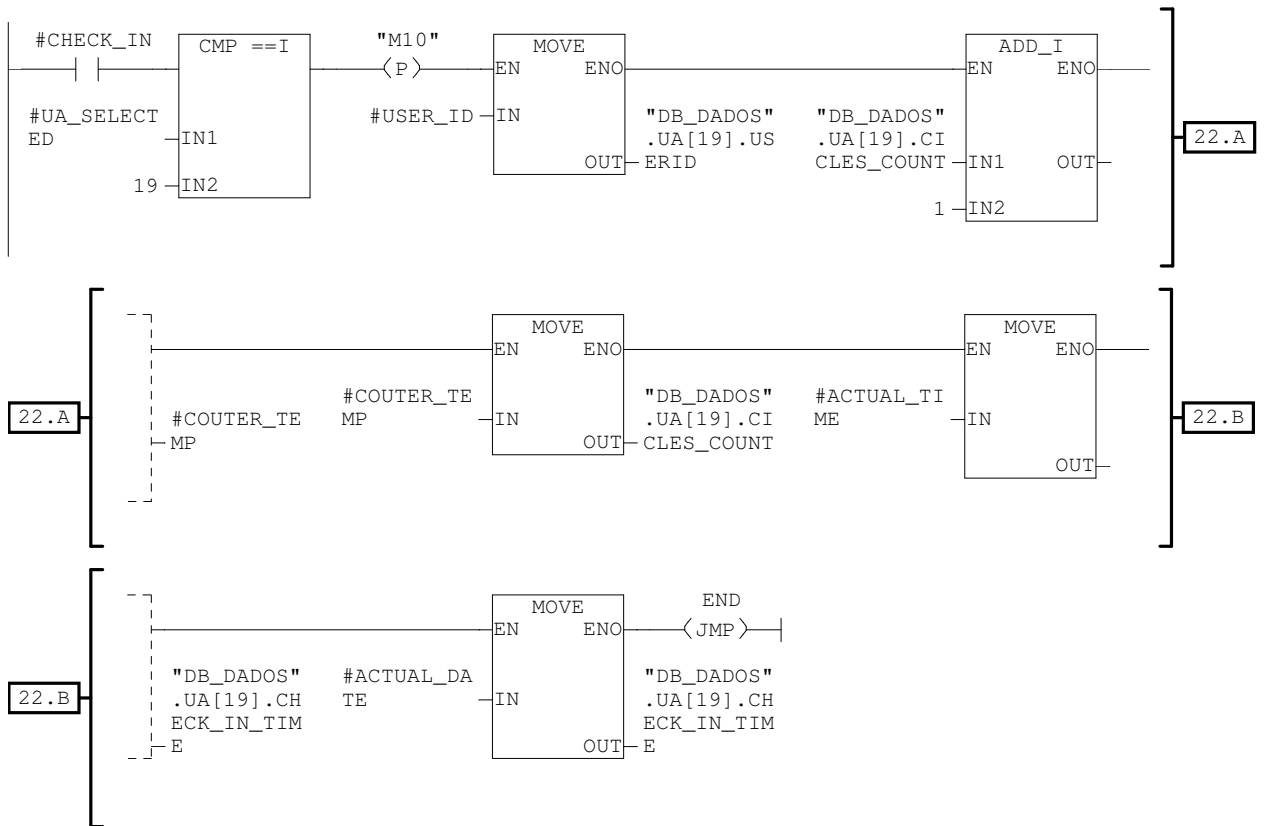 #CHECK_IN
CMP ==I
"M10"
MOVE
ADD_I
P
EN ENO
EN ENO
#UA_SELECT
ED
IN1
#USER_ID
IN
"DB_DADOS"
.UA[19].US
ERID
OUT
"DB_DADOS"
.UA[19].CI
CLES_COUNT
IN1
OUT
22.A
19
IN2
1
IN2
MOVE
MOVE
EN ENO
EN ENO
22.A
#COUTER_TE
MP
#COUTER_TE
MP
IN
OUT
"DB_DADOS"
.UA[19].CI
CLES_COUNT
#ACTUAL_TI
ME
IN
OUT
22.B
MOVE
END
EN ENO
JMP
22.B
"DB_DADOS"
.UA[19].CH
ECK_IN_TIM
E
#ACTUAL_DA
TE
IN
OUT
"DB_DADOS"
.UA[19].CH
ECK_IN_TIM
E